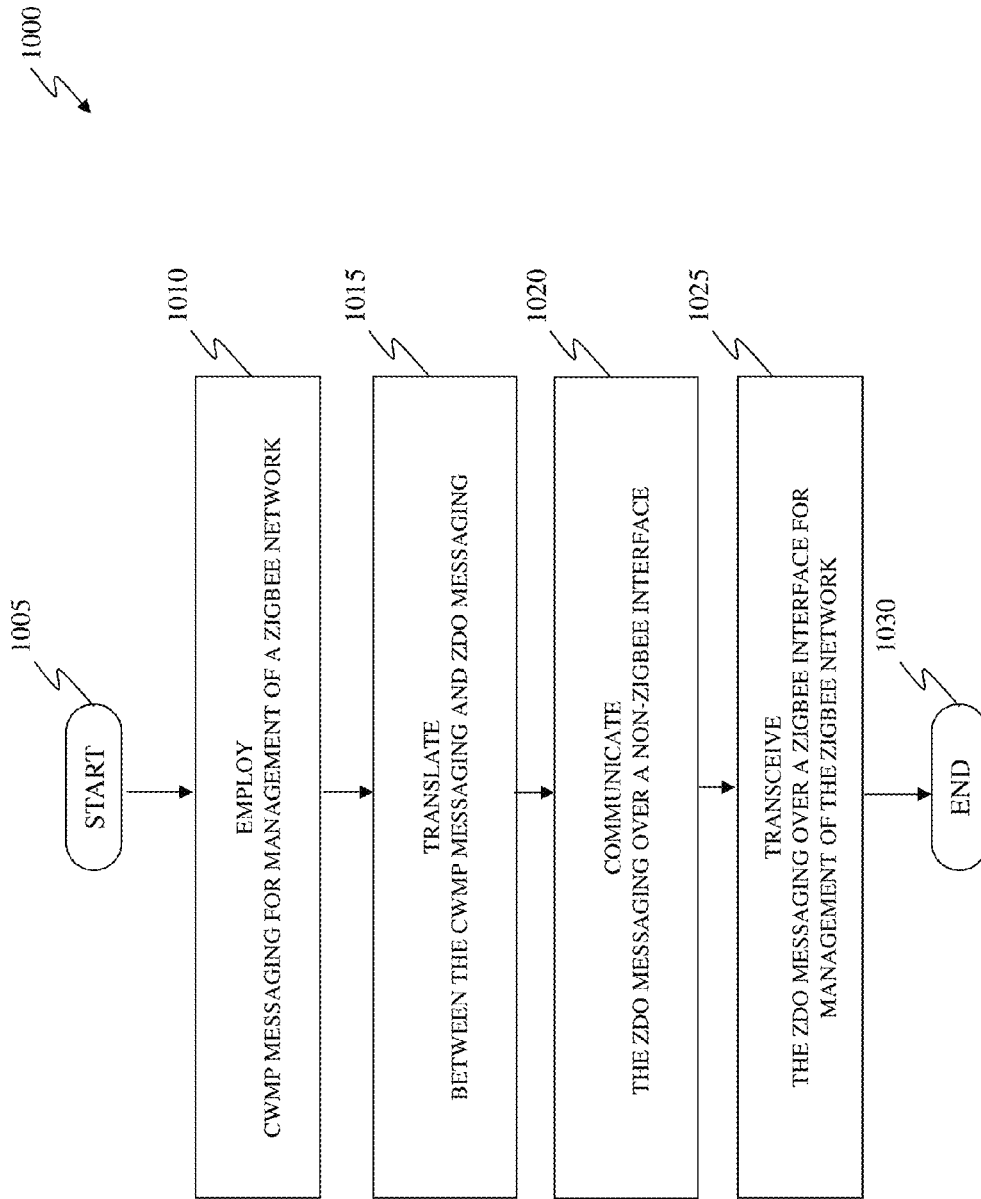 1000
START
1005
EMPLOY
CWMP MESSAGING FOR MANAGEMENT OF A ZIGBEE NETWORK
1010
TRANSLATE
BETWEEN THE CWMP MESSAGING AND ZDO MESSAGING
1015
COMMUNICATE
THE ZDO MESSAGING OVER A NON-ZIGBEE INTERFACE
1020
TRANSCEIVE
THE ZDO MESSAGING OVER A ZIGBEE INTERFACE FOR
MANAGEMENT OF THE ZIGBEE NETWORK
1025
END
1030